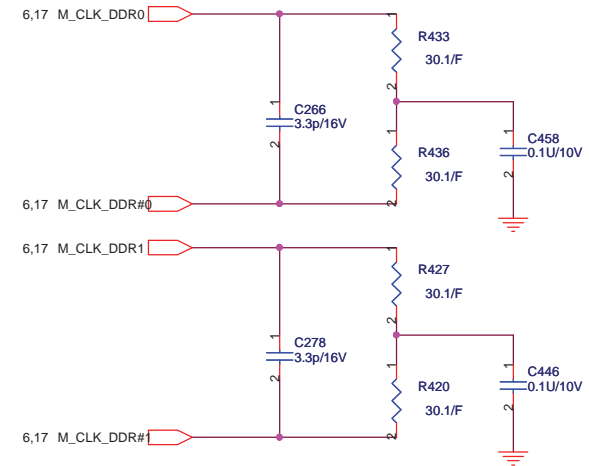 6,17 M_CLK_DDR0
1
R433
30.1/F
2
1
C266
3.3p/16V
2
1
R436
30.1/F
2
1
C458
0.1U/10V
2
6,17 M_CLK_DDR#0
6,17 M_CLK_DDR1
1
R427
30.1/F
2
1
C278
3.3p/16V
2
1
R420
30.1/F
2
1
C446
0.1U/10V
2
6,17 M_CLK_DDR#1